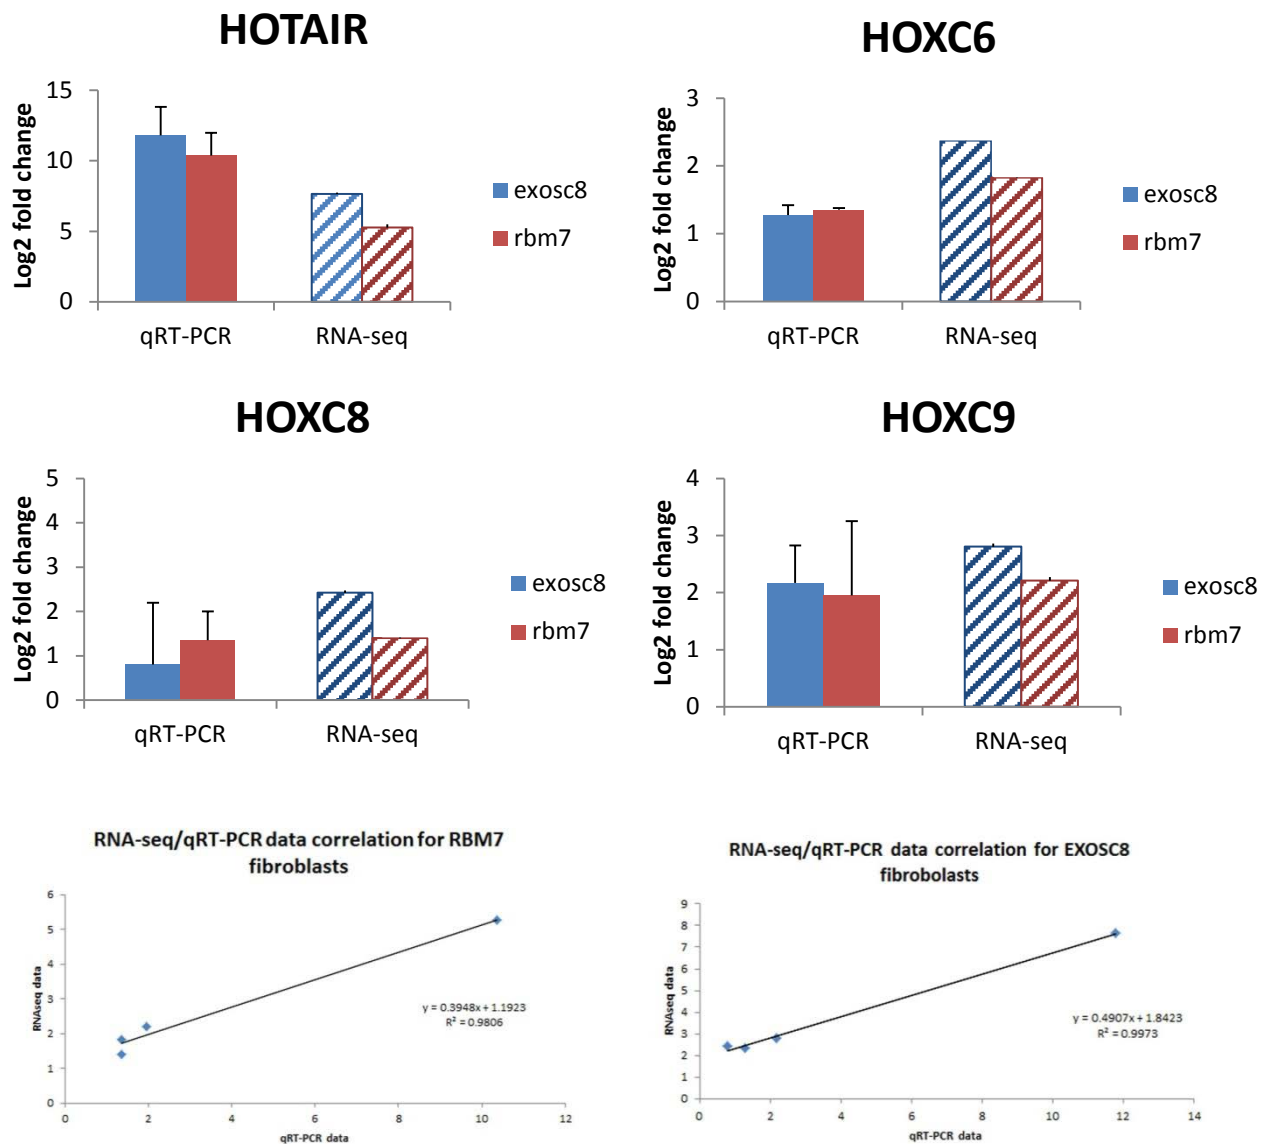 HOTAIR
Log2 fold change
15
10
5
0
qRT-PCR
RNA-seq
exosc8
rbm7
HOXC6
Log2 fold change
3
2
1
0
qRT-PCR
RNA-seq
exosc8
rbm7
HOXC8
Log2 fold change
5
4
3
2
1
0
qRT-PCR
RNA-seq
exosc8
rbm7
HOXC9
Log2 fold change
4
3
2
1
0
qRT-PCR
RNA-seq
exosc8
rbm7
RNA-seq/qRT-PCR data correlation for RBM7
fibroblasts
RNAseq data
6
5
4
3
2
1
0
y = 0.3948x + 1.1923
R² = 0.9806
0 2 4 6 8 10 12
qRT-PCR data
RNA-seq/qRT-PCR data correlation for EXOSC8
fibrobolasts
RNAseq data
9
8
7
6
5
4
3
2
1
0
y = 0.4907x + 1.8423
R² = 0.9973
0 2 4 6 8 10 12 14
qRT-PCR data